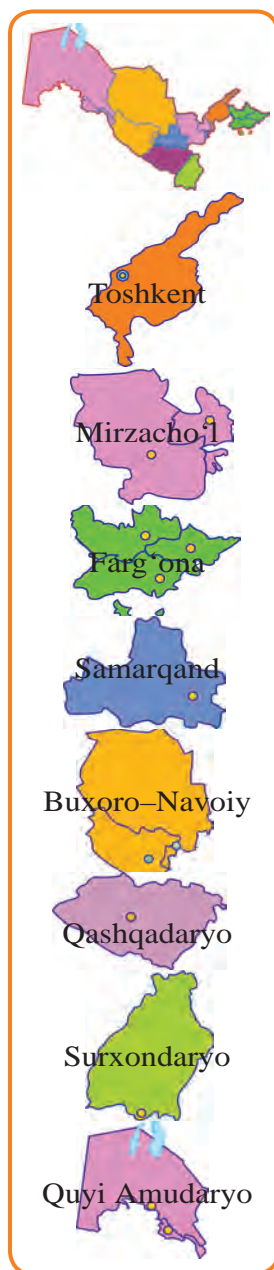 Toshkent
Mirzacho‘l
Farg‘ona
Samarqand
Buxoro–Navoiy
Qashqadaryo
Surxondaryo
Quyi Amudaryo